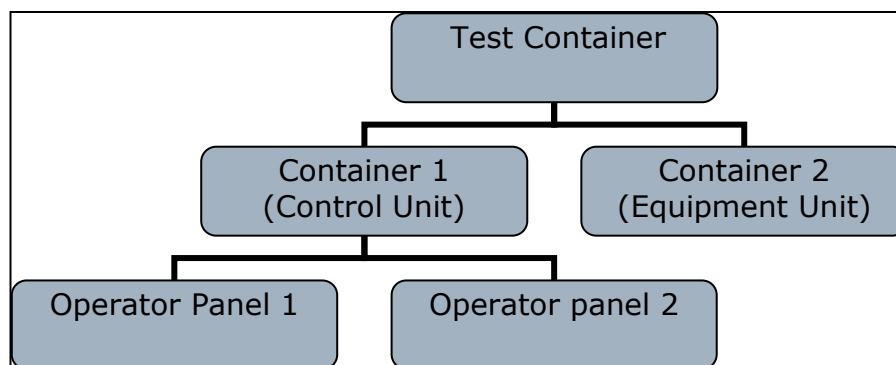 Test Container
Container 1
(Control Unit)
Container 2
(Equipment Unit)
Operator Panel 1
Operator panel 2